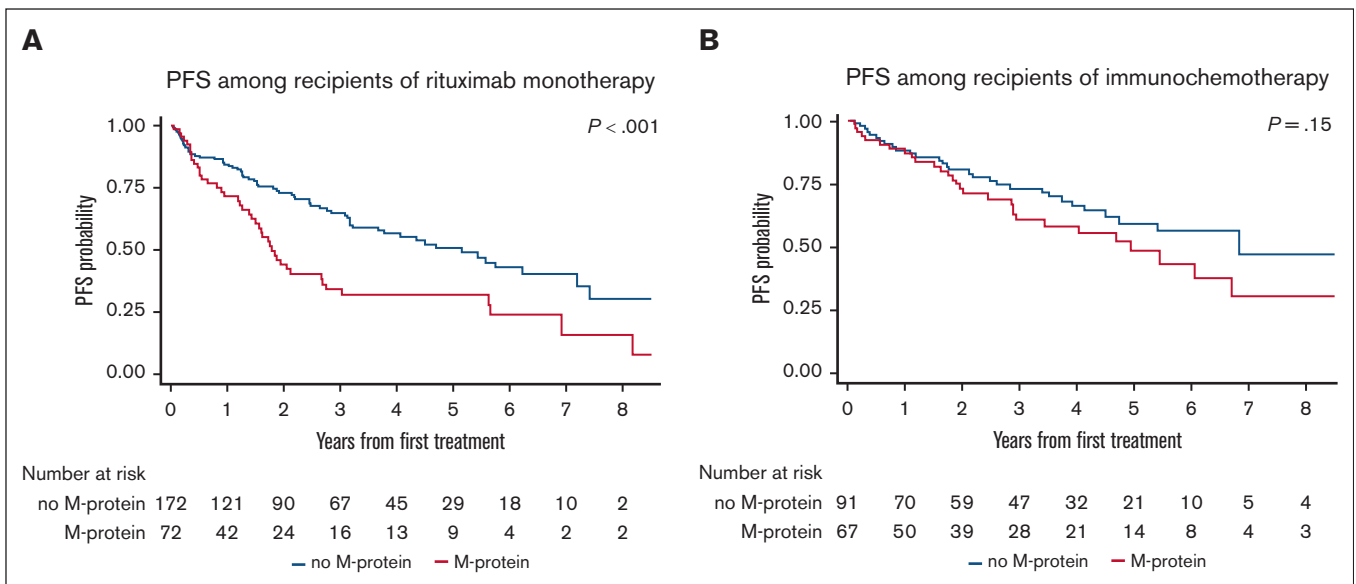 A
PFS among recipients of rituximab monotherapy
P < .001
1.00
0.75
0.50
0.25
0.00
PFS probability
0 1 2 3 4 5 6 7 8
Years from first treatment
Number at risk
no M-protein 172 121 90 67 45 29 18 10 2
M-protein 72 42 24 16 13 9 4 2 2
no M-protein M-protein
B
PFS among recipients of immunochemotherapy
P = .15
1.00
0.75
0.50
0.25
0.00
PFS probability
0 1 2 3 4 5 6 7 8
Years from first treatment
Number at risk
no M-protein 91 70 59 47 32 21 10 5 4
M-protein 67 50 39 28 21 14 8 4 3
no M-protein M-protein